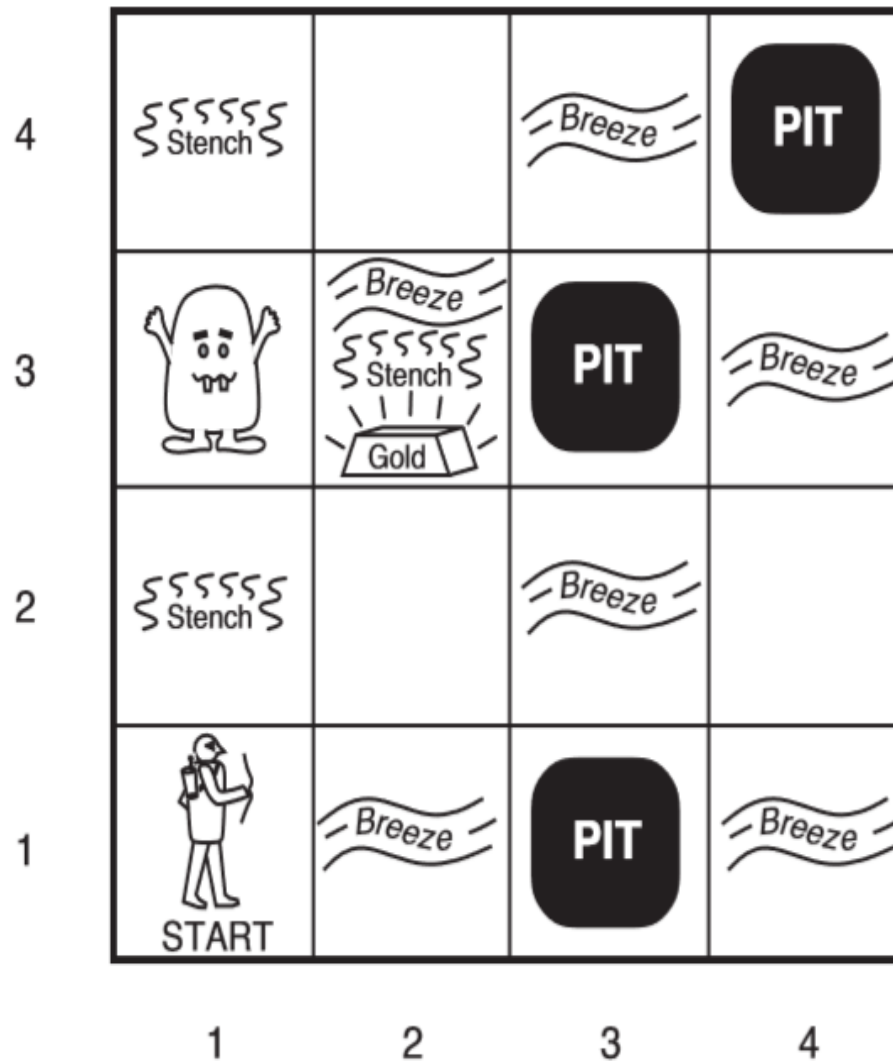 4
Stench
Breeze
PIT
3
Breeze
Stench
Gold
PIT
Breeze
2
Stench
Breeze
1
START
Breeze
PIT
Breeze
1 2 3 4